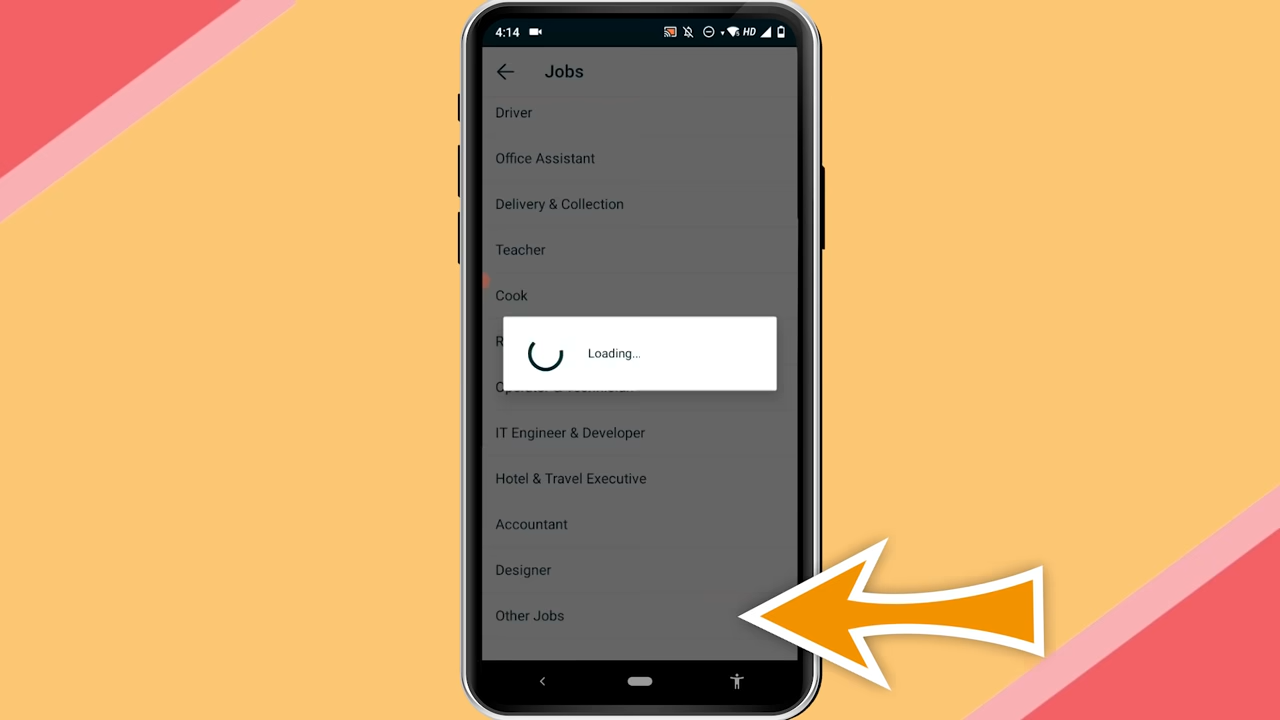 4:14
HD
Jobs
Driver
Office Assistant
Delivery & Collection
Teacher
Cook
Loading...
IT Engineer & Developer
Hotel & Travel Executive
Accountant
Designer
Other Jobs